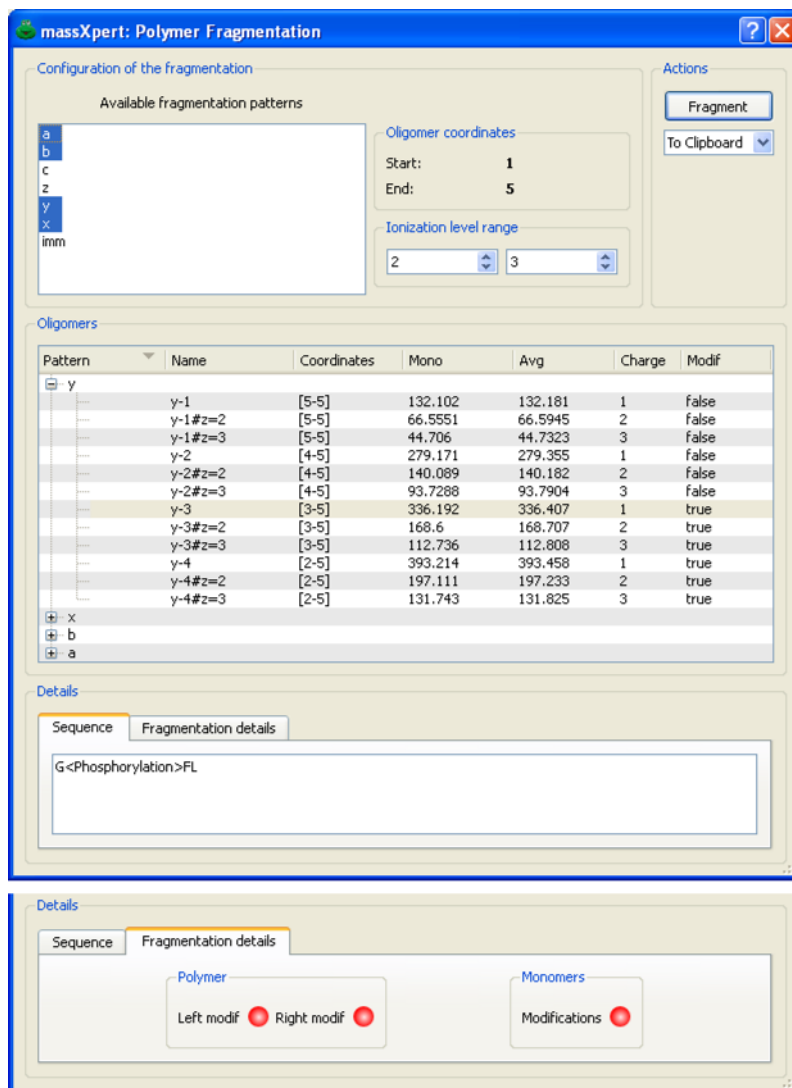 massXpert: Polymer Fragmentation
Configuration of the fragmentation
Available fragmentation patterns
a
b
c
z
y
x
imm
Oligomer coordinates
Start: 1
End: 5
Ionization level range
2 3
Actions
Fragment
To Clipboard
Oligomers
Pattern Name Coordinates Mono Avg Charge Modif
y
y-1 [5-5] 132.102 132.181 1 false
y-1#z=2 [5-5] 66.5551 66.5945 2 false
y-1#z=3 [5-5] 44.706 44.7323 3 false
y-2 [4-5] 279.171 279.355 1 false
y-2#z=2 [4-5] 140.089 140.182 2 false
y-2#z=3 [4-5] 93.7288 93.7904 3 false
y-3 [3-5] 336.192 336.407 1 true
y-3#z=2 [3-5] 168.6 168.707 2 true
y-3#z=3 [3-5] 112.736 112.808 3 true
y-4 [2-5] 393.214 393.458 1 true
y-4#z=2 [2-5] 197.111 197.233 2 true
y-4#z=3 [2-5] 131.743 131.825 3 true
x
b
a
Details
Sequence Fragmentation details
G<Phosphorylation>FL
Details
Sequence Fragmentation details
Polymer Monomers
Left modif Right modif Modifications